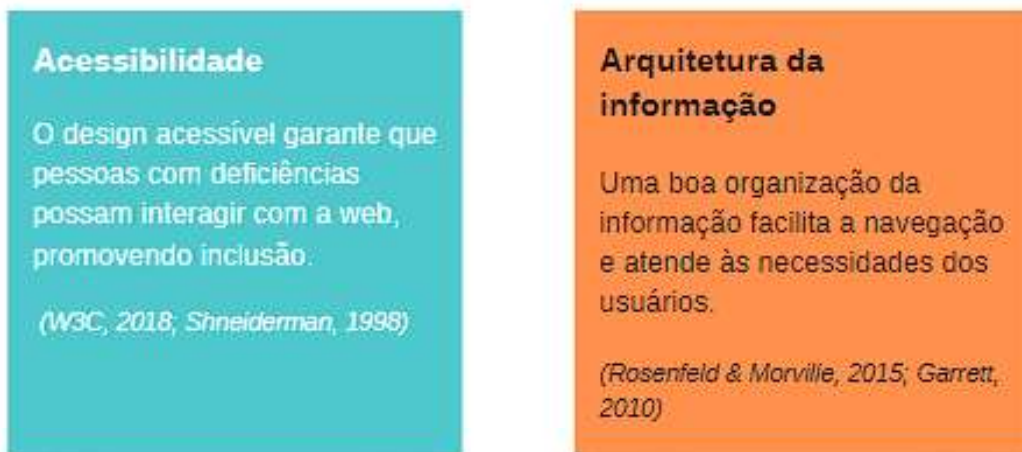 Acessibilidade
O design acessível garante que
pessoas com deficiências
possam interagir com a web,
promovendo inclusão.
(W3C, 2018; Shneiderman, 1998)
Arquitetura da
informação
Uma boa organização da
informação facilita a navegação
e atende às necessidades dos
usuários.
(Rosenfeld & Morville, 2015; Garrett,
2010)